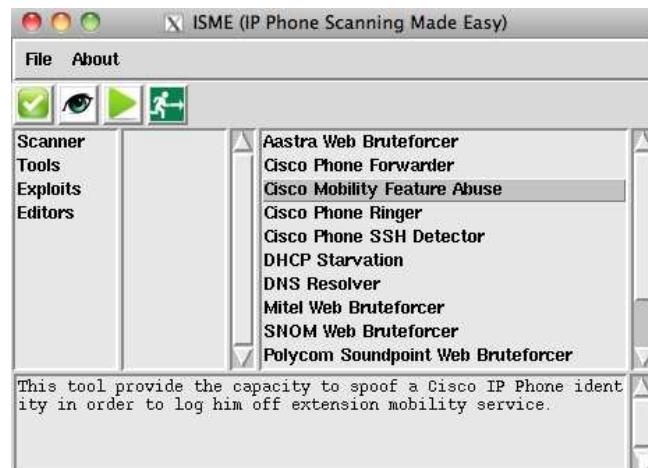 ISME (IP Phone Scanning Made Easy)
File About
Scanner
Tools
Exploits
Editors
Aastra Web Bruteforcer
Cisco Phone Forwarder
Cisco Mobility Feature Abuse
Cisco Phone Ringer
Cisco Phone SSH Detector
DHCP Starvation
DNS Resolver
Mitel Web Bruteforcer
SNOM Web Bruteforcer
Polycom Soundpoint Web Bruteforcer
This tool provide the capacity to spoof a Cisco IP Phone ident
ity in order to log him off extension mobility service.